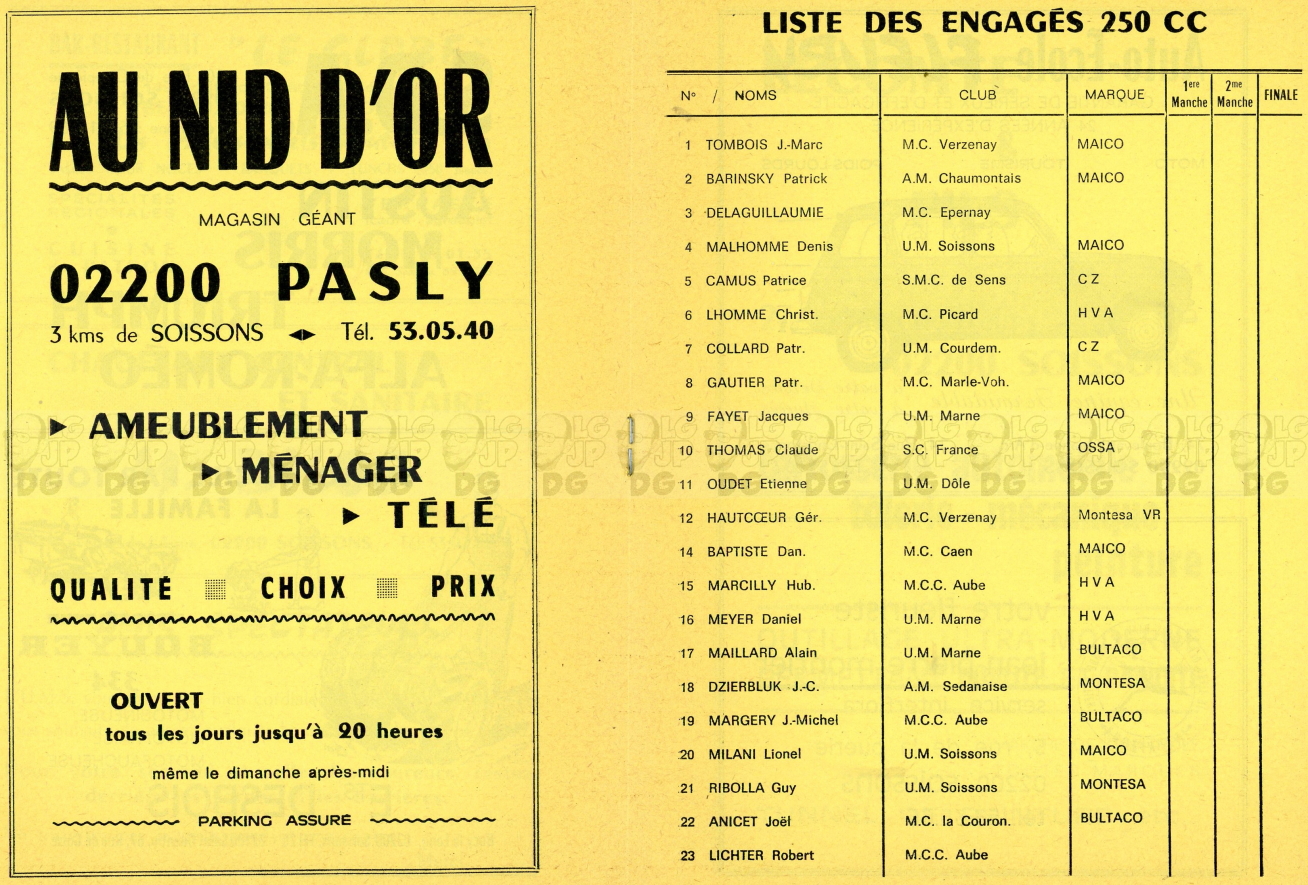 AU NID D'OR
MAGASIN GÉANT
02200 PASLY
3 kms de SOISSONS ◄► Tél. 53.05.40
► AMEUBLEMENT
► MÉNAGER
► TÉLÉ
QUALITÉ CHOIX PRIX
OUVERT
tous les jours jusqu'à 20 heures
même le dimanche après-midi
PARKING ASSURÉ
LISTE DES ENGAGÉS 250 CC
N° / NOMS CLUB MARQUE 1ere Manche 2me Manche FINALE
1 TOMBOIS J.-Marc M.C. Verzenay MAICO
2 BARINSKY Patrick A.M. Chaumontais MAICO
3 DELAGUILLAUMIE M.C. Epernay
4 MALHOMME Denis U.M. Soissons MAICO
5 CAMUS Patrice S.M.C. de Sens C Z
6 LHOMME Christ. M.C. Picard H V A
7 COLLARD Patr. U.M. Courdem. C Z
8 GAUTIER Patr. M.C. Marle-Voh. MAICO
9 FAYET Jacques U.M. Marne MAICO
10 THOMAS Claude S.C. France OSSA
11 OUDET Etienne U.M. Dôle
12 HAUTCŒUR Gér. M.C. Verzenay Montesa VR
14 BAPTISTE Dan. M.C. Caen MAICO
15 MARCILLY Hub. M.C.C. Aube H V A
16 MEYER Daniel U.M. Marne H V A
17 MAILLARD Alain U.M. Marne BULTACO
18 DZIERBLUK J.-C. A.M. Sedanaise MONTESA
19 MARGERY J.-Michel M.C.C. Aube BULTACO
20 MILANI Lionel U.M. Soissons MAICO
21 RIBOLLA Guy U.M. Soissons MONTESA
22 ANICET Joël M.C. la Couron. BULTACO
23 LICHTER Robert M.C.C. Aube